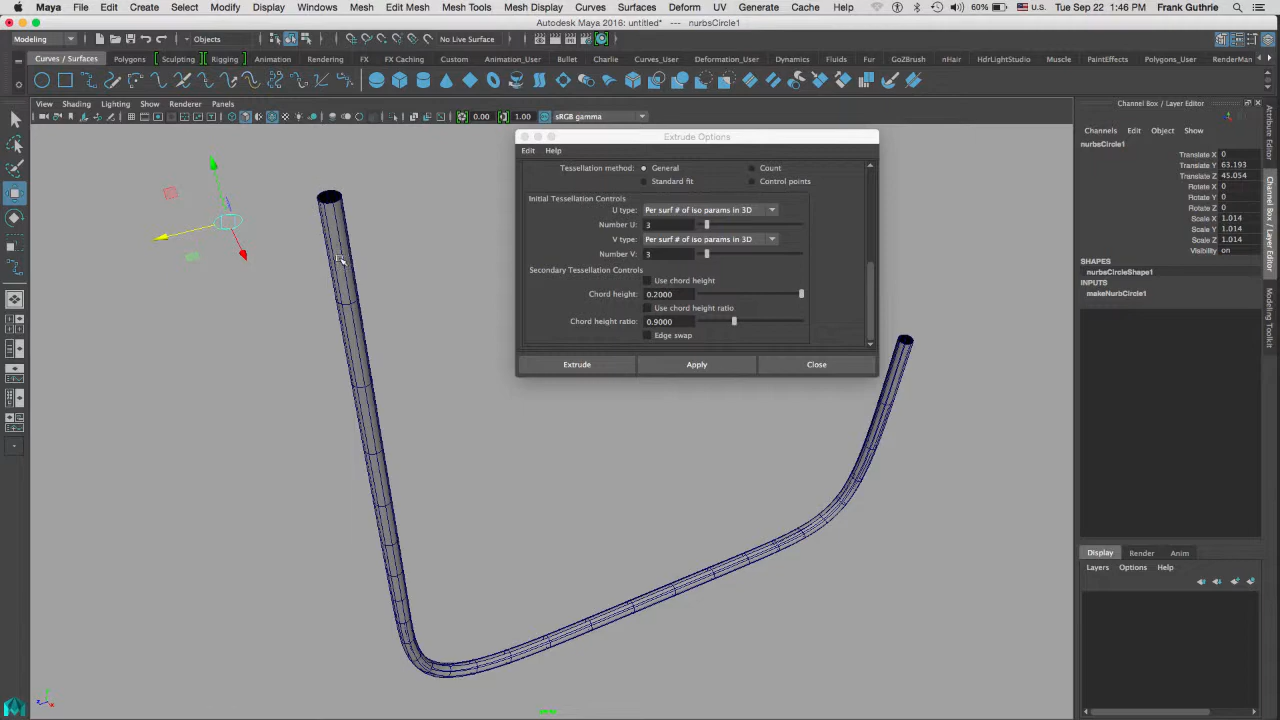 Maya File Edit Create Select Modify Display Windows Mesh Edit Mesh Mesh Tools Mesh Display Curves Surfaces Deform UV Generate Cache 60% U.S. Tue Sep 22 1:46 PM Frank Guthrie
Autodesk Maya 2016: untitled* --- nurbsCircle1
Modeling Objects No Live Surface
Curves / Surfaces Polygons Sculpting Rigging Animation Rendering FX FX Caching Custom Animation_User Bullet Charlie Curves_User Deformation_User Dynamics Fluids Fur GoZBrush nHair HdrLightStudio Muscle PaintEffects Polygons_User RenderMan
View Shading Lighting Show Renderer Panels
0.00 1.00 sRGB gamma
Extrude Options
Edit Help
Tessellation method: General Count
Standard fit Control points
Initial Tessellation Controls
U type: Per surf # of iso params in 3D
Number U: 3
V type: Per surf # of iso params in 3D
Number V: 3
Secondary Tessellation Controls
Use chord height
Chord height: 0.2000
Use chord height ratio
Chord height ratio: 0.9000
Edge swap
Extrude Apply Close
Channel Box / Layer Editor
Channels Edit Object Show
nurbsCircle1
Translate X 0
Translate Y 63.193
Translate Z 45.054
Rotate X 0
Rotate Y 0
Rotate Z 0
Scale X 1.014
Scale Y 1.014
Scale Z 1.014
Visibility on
SHAPES
nurbsCircleShape1
INPUTS
makeNurbCircle1
Display Render Anim
Layers Options Help
Attribute Editor
Channel Box / Layer Editor
Modeling Toolkit